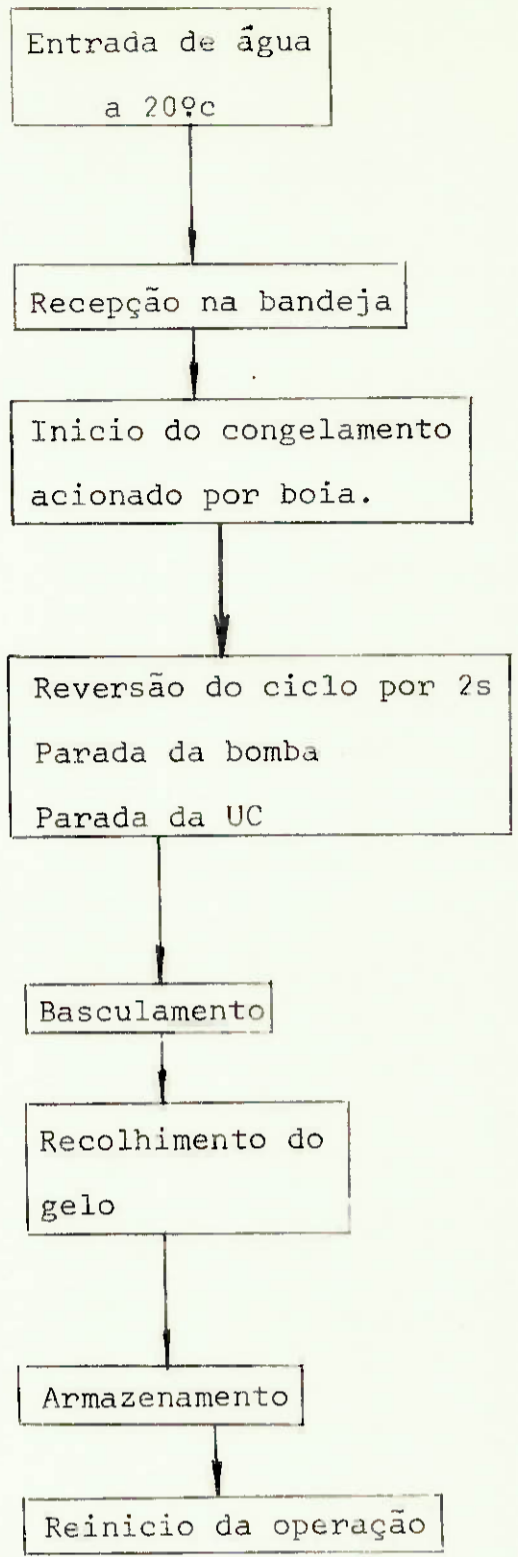 Entrada de água
a 20ºc
Recepção na bandeja
Inicio do congelamento
acionado por boia.
Reversão do ciclo por 2s
Parada da bomba
Parada da UC
Basculamento
Recolhimento do
gelo
Armazenamento
Reinicio da operação